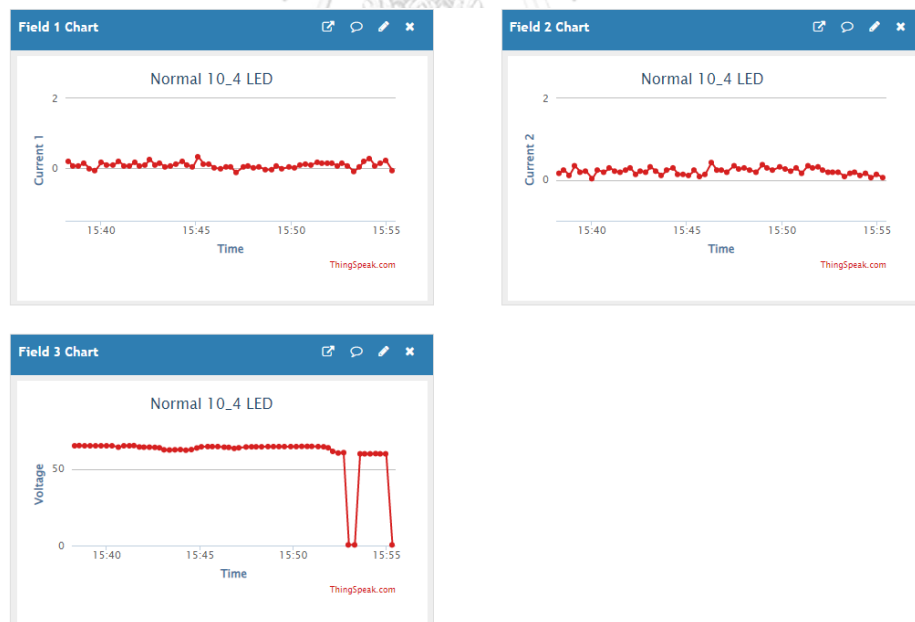 Field 1 Chart
Normal 10_4 LED
2
0
Current 1
15:40 15:45 15:50 15:55
Time
ThingSpeak.com
Field 2 Chart
Normal 10_4 LED
2
0
Current 2
15:40 15:45 15:50 15:55
Time
ThingSpeak.com
Field 3 Chart
Normal 10_4 LED
50
0
Voltage
15:40 15:45 15:50 15:55
Time
ThingSpeak.com